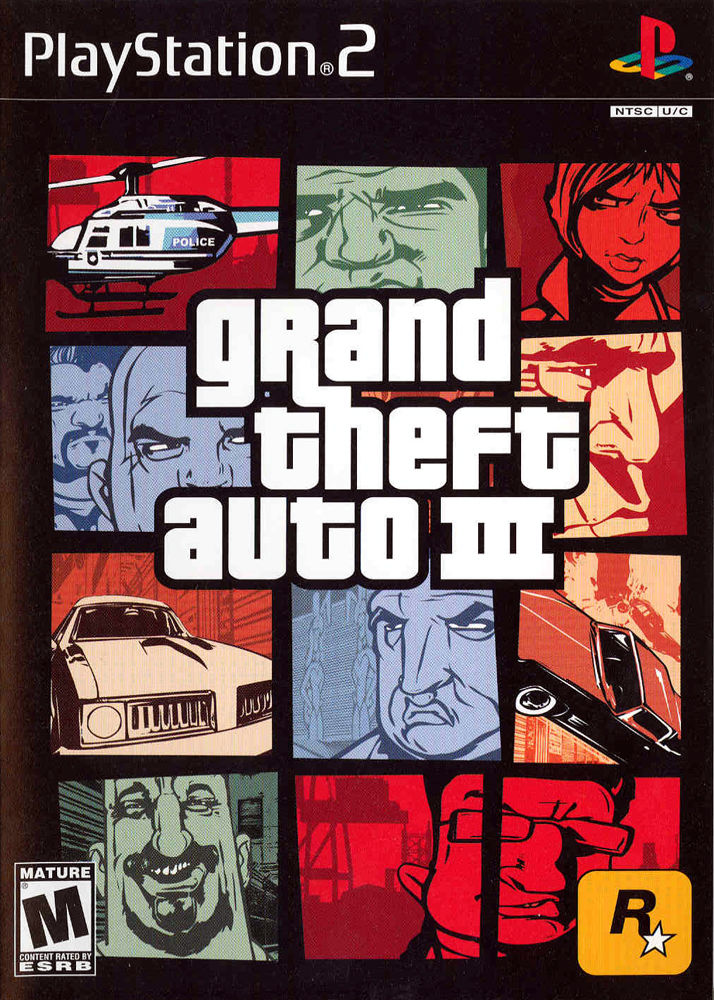 PlayStation®2
®
NTSC U/C
POLICE
grand
theft
auto III
MATURE
®
M
CONTENT RATED BY
ESRB
R